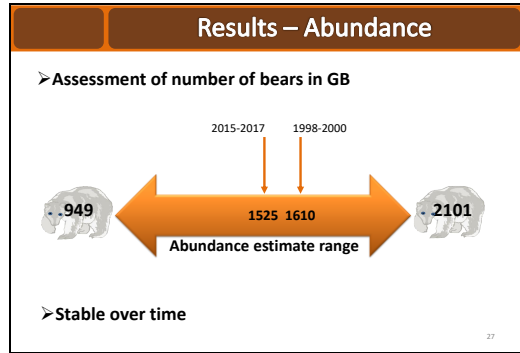 Results – Abundance
➢Assessment of number of bears in GB
2015-2017 1998-2000
949 1525 1610 2101
Abundance estimate range
➢Stable over time
27